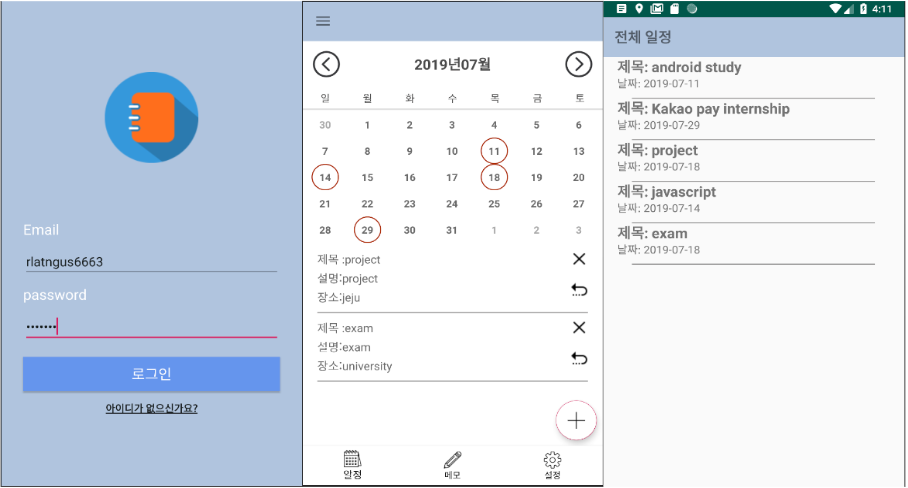 Email
rlatngus6663
password
•••••••
로그인
아이디가 없으신가요?
2019년07월
일 월 화 수 목 금 토
30 1 2 3 4 5 6
7 8 9 10 11 12 13
14 15 16 17 18 19 20
21 22 23 24 25 26 27
28 29 30 31 1 2 3
제목 :project
설명:project
장소:jeju
제목 :exam
설명:exam
장소:university
일정 메모 설정
4:11
전체 일정
제목: android study
날짜: 2019-07-11
제목: Kakao pay internship
날짜: 2019-07-29
제목: project
날짜: 2019-07-18
제목: javascript
날짜: 2019-07-14
제목: exam
날짜: 2019-07-18